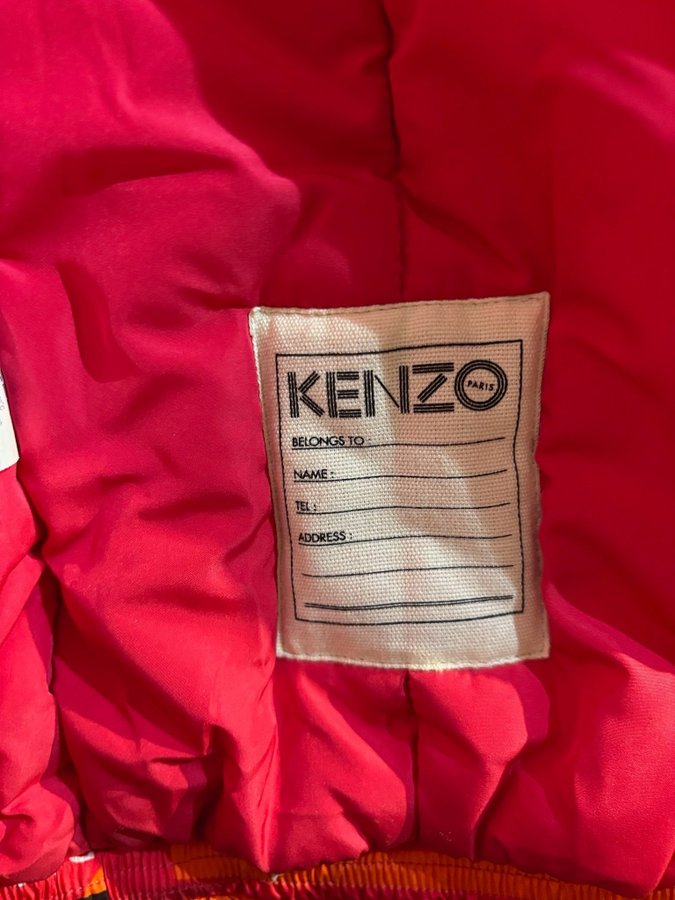 KENZO
PARIS
BELONGS TO :
NAME :
TEL :
ADDRESS :